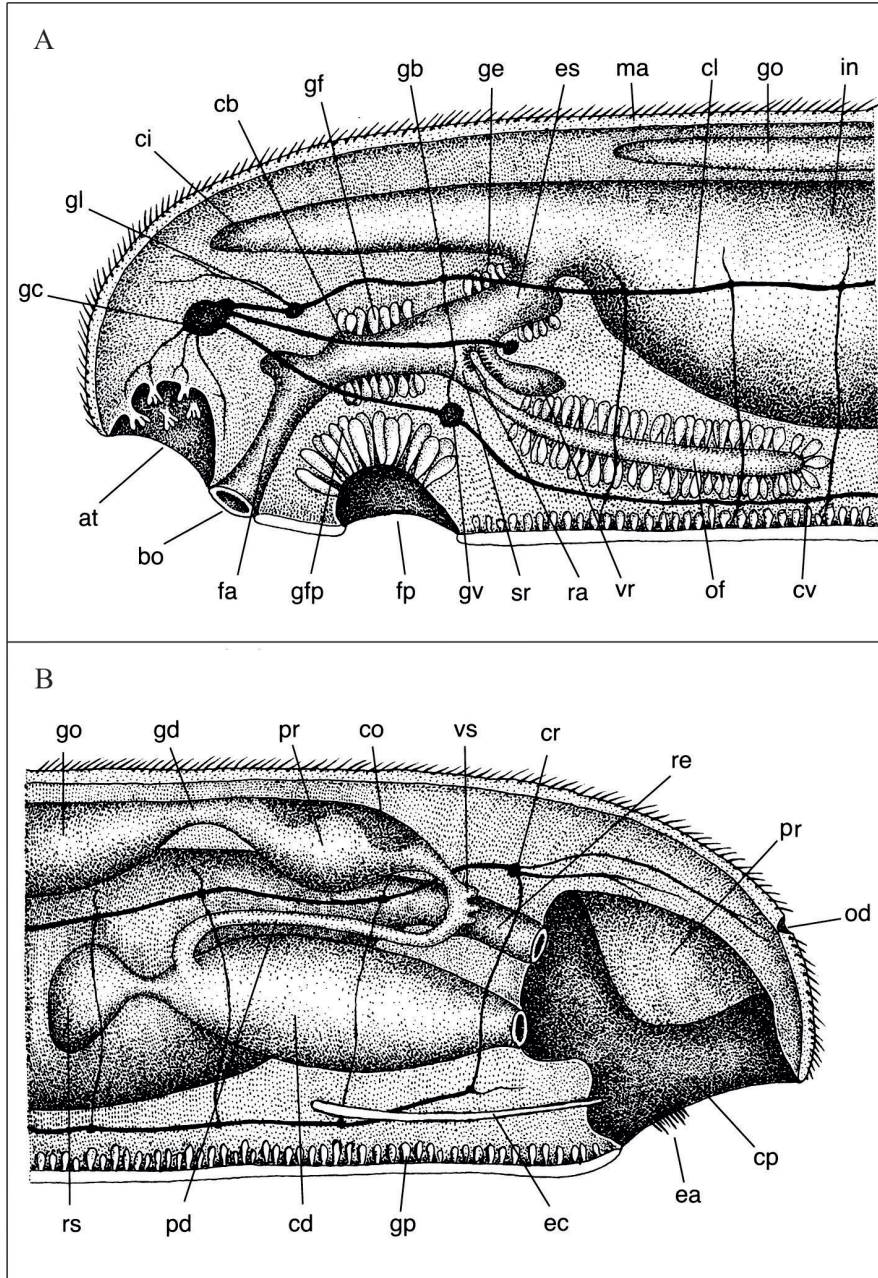 A
gf gb ge es ma cl go in
cb
ci
gl
gc
at
bo
fa gfp fp gv sr ra vr of cv
B
go gd pr co vs cr
re
pr
od
cp
ea
rs pd cd gp ec